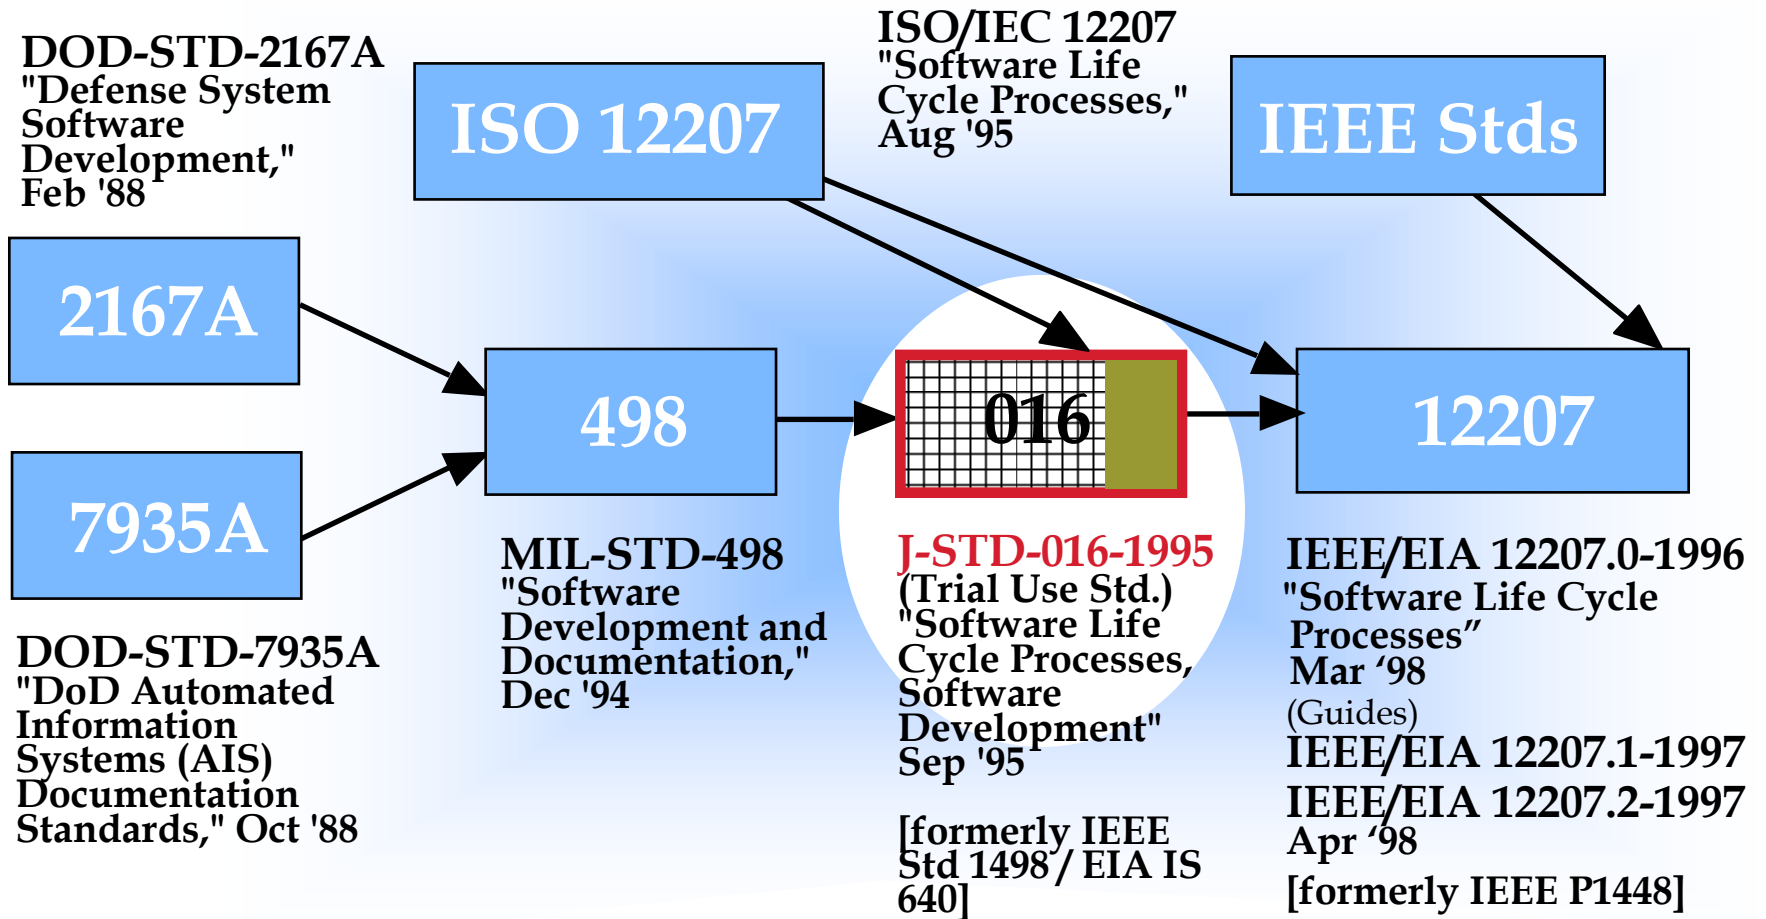 DOD-STD-2167A
"Defense System
Software
Development,"
Feb '88
ISO 12207
ISO/IEC 12207
"Software Life
Cycle Processes,"
Aug '95
IEEE Stds
2167A
498
016
12207
7935A
DOD-STD-7935A
"DoD Automated
Information
Systems (AIS)
Documentation
Standards," Oct '88
MIL-STD-498
"Software
Development and
Documentation,"
Dec '94
J-STD-016-1995
(Trial Use Std.)
"Software Life
Cycle Processes,
Software
Development"
Sep '95
[formerly IEEE
Std 1498 / EIA IS
640]
IEEE/EIA 12207.0-1996
"Software Life Cycle
Processes”
Mar ‘98
(Guides)
IEEE/EIA 12207.1-1997
IEEE/EIA 12207.2-1997
Apr ‘98
[formerly IEEE P1448]